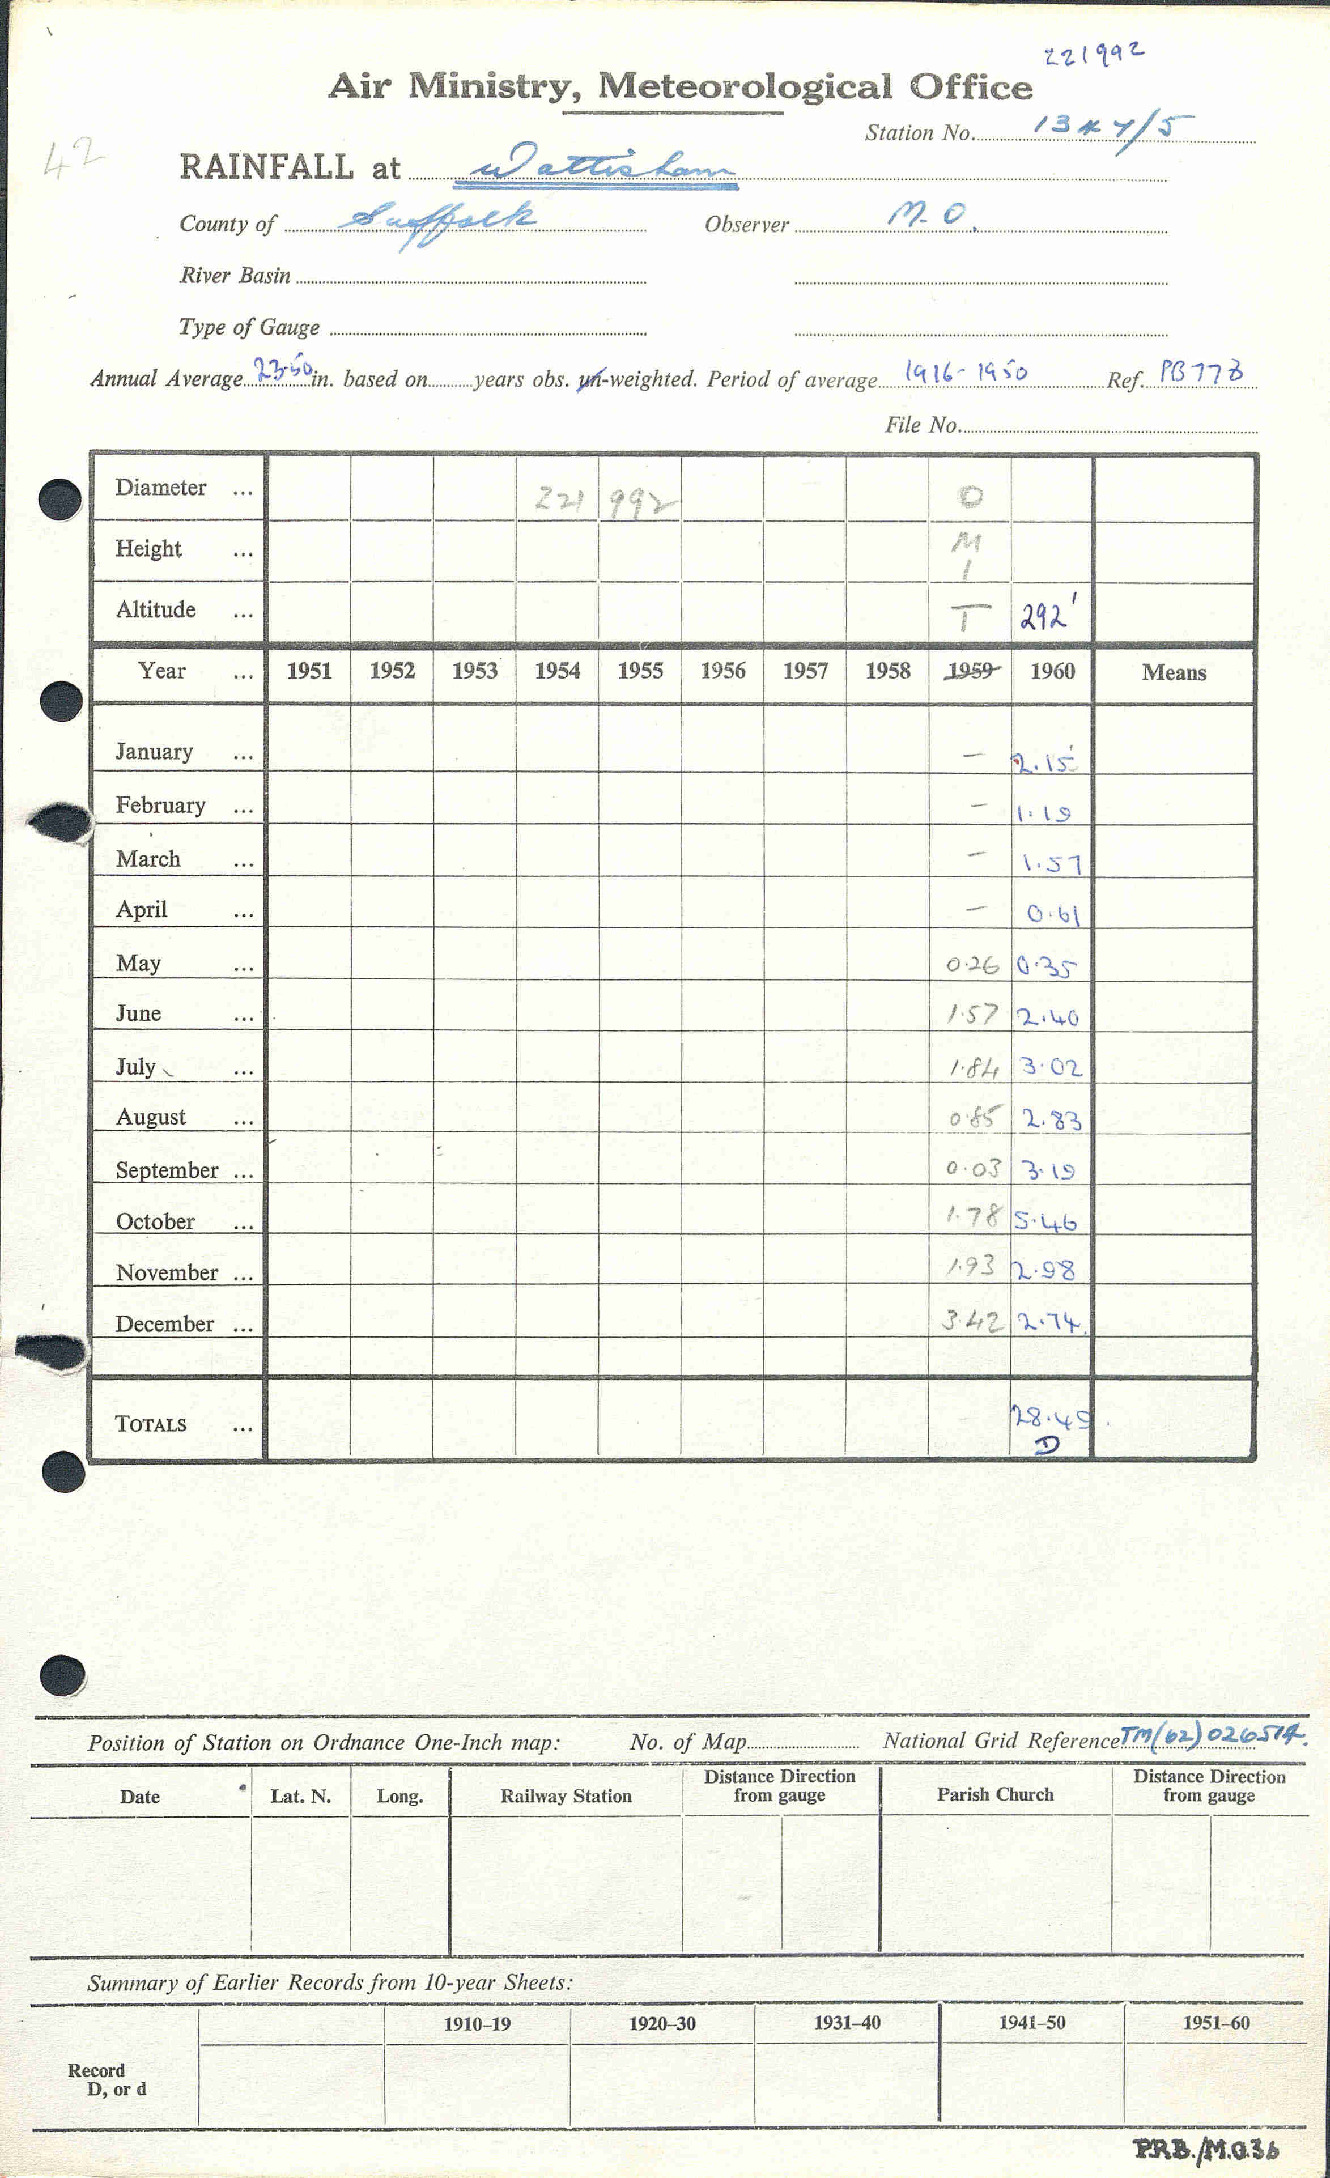 221992
Air Ministry, Meteorological Office
Station No. 13 * 7/5
42
RAINFALL at Wattisham
County of Suffolk Observer M.O.
River Basin
Type of Gauge
Annual Average 23.50 in. based on years obs. un-weighted. Period of average 1916-1950 Ref.
File No.
Diameter ... 221 992 O
Height ... M I
Altitude ... T 292'
Year ... 1951 1952 1953 1954 1955 1956 1957 1958 1959 1960 Means
January ... – 2.15
February ... – 1.19
March ... – 1.57
April ... – 0.61
May ... 0.26 0.35
June ... 1.57 2.40
July ... 1.84 3.02
August ... 0.85 2.83
September ... 0.03 3.19
October ... 1.78 5.46
November ... 1.93 2.98
December ... 3.42 2.74
TOTALS ... 28.49
D
Position of Station on Ordnance One-Inch map: No. of Map National Grid Reference TM(62)026514.
Date Lat. N. Long. Railway Station Distance Direction from gauge Parish Church Distance Direction from gauge
Summary of Earlier Records from 10-year Sheets:
1910–19 1920–30 1931–40 1941–50 1951–60
Record
D, or d
P.R.B./M.O.3b